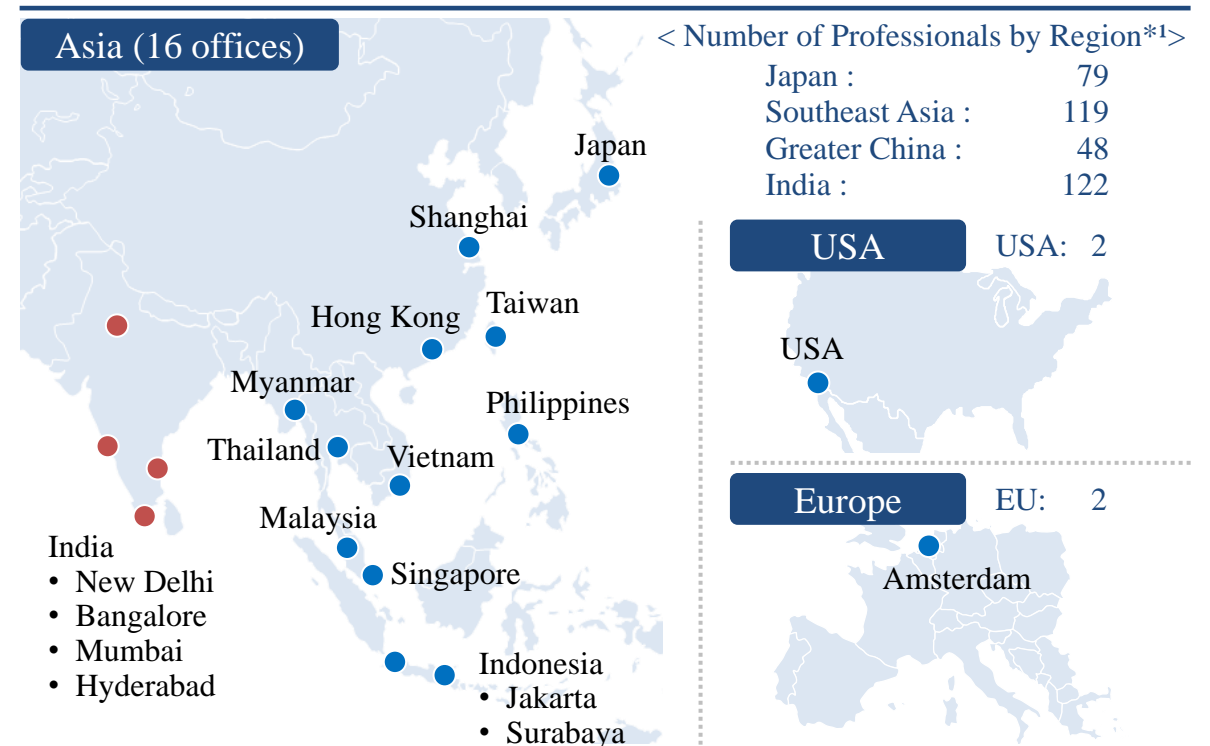 Asia (16 offices)
< Number of Professionals by Region*¹>
Japan : 79
Southeast Asia : 119
Greater China : 48
India : 122
Japan
Shanghai
Taiwan
Hong Kong
Myanmar
Philippines
Thailand
Vietnam
Malaysia
Singapore
India
• New Delhi
• Bangalore
• Mumbai
• Hyderabad
Indonesia
• Jakarta
• Surabaya
USA
USA: 2
USA
Europe
EU: 2
Amsterdam